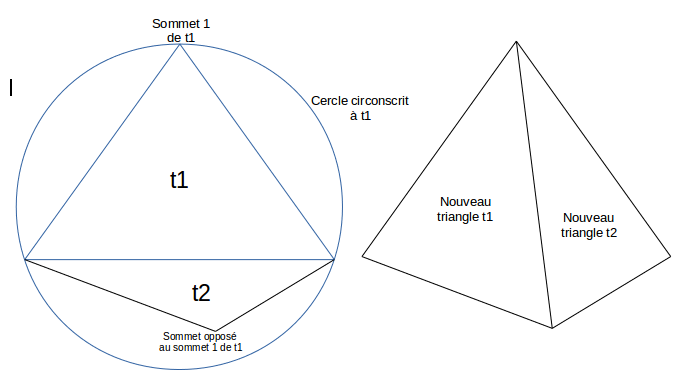 Sommet 1
de t1
Cercle circonscrit
à t1
t1
t2
Sommet opposé
au sommet 1 de t1
Nouveau
triangle t1
Nouveau
triangle t2